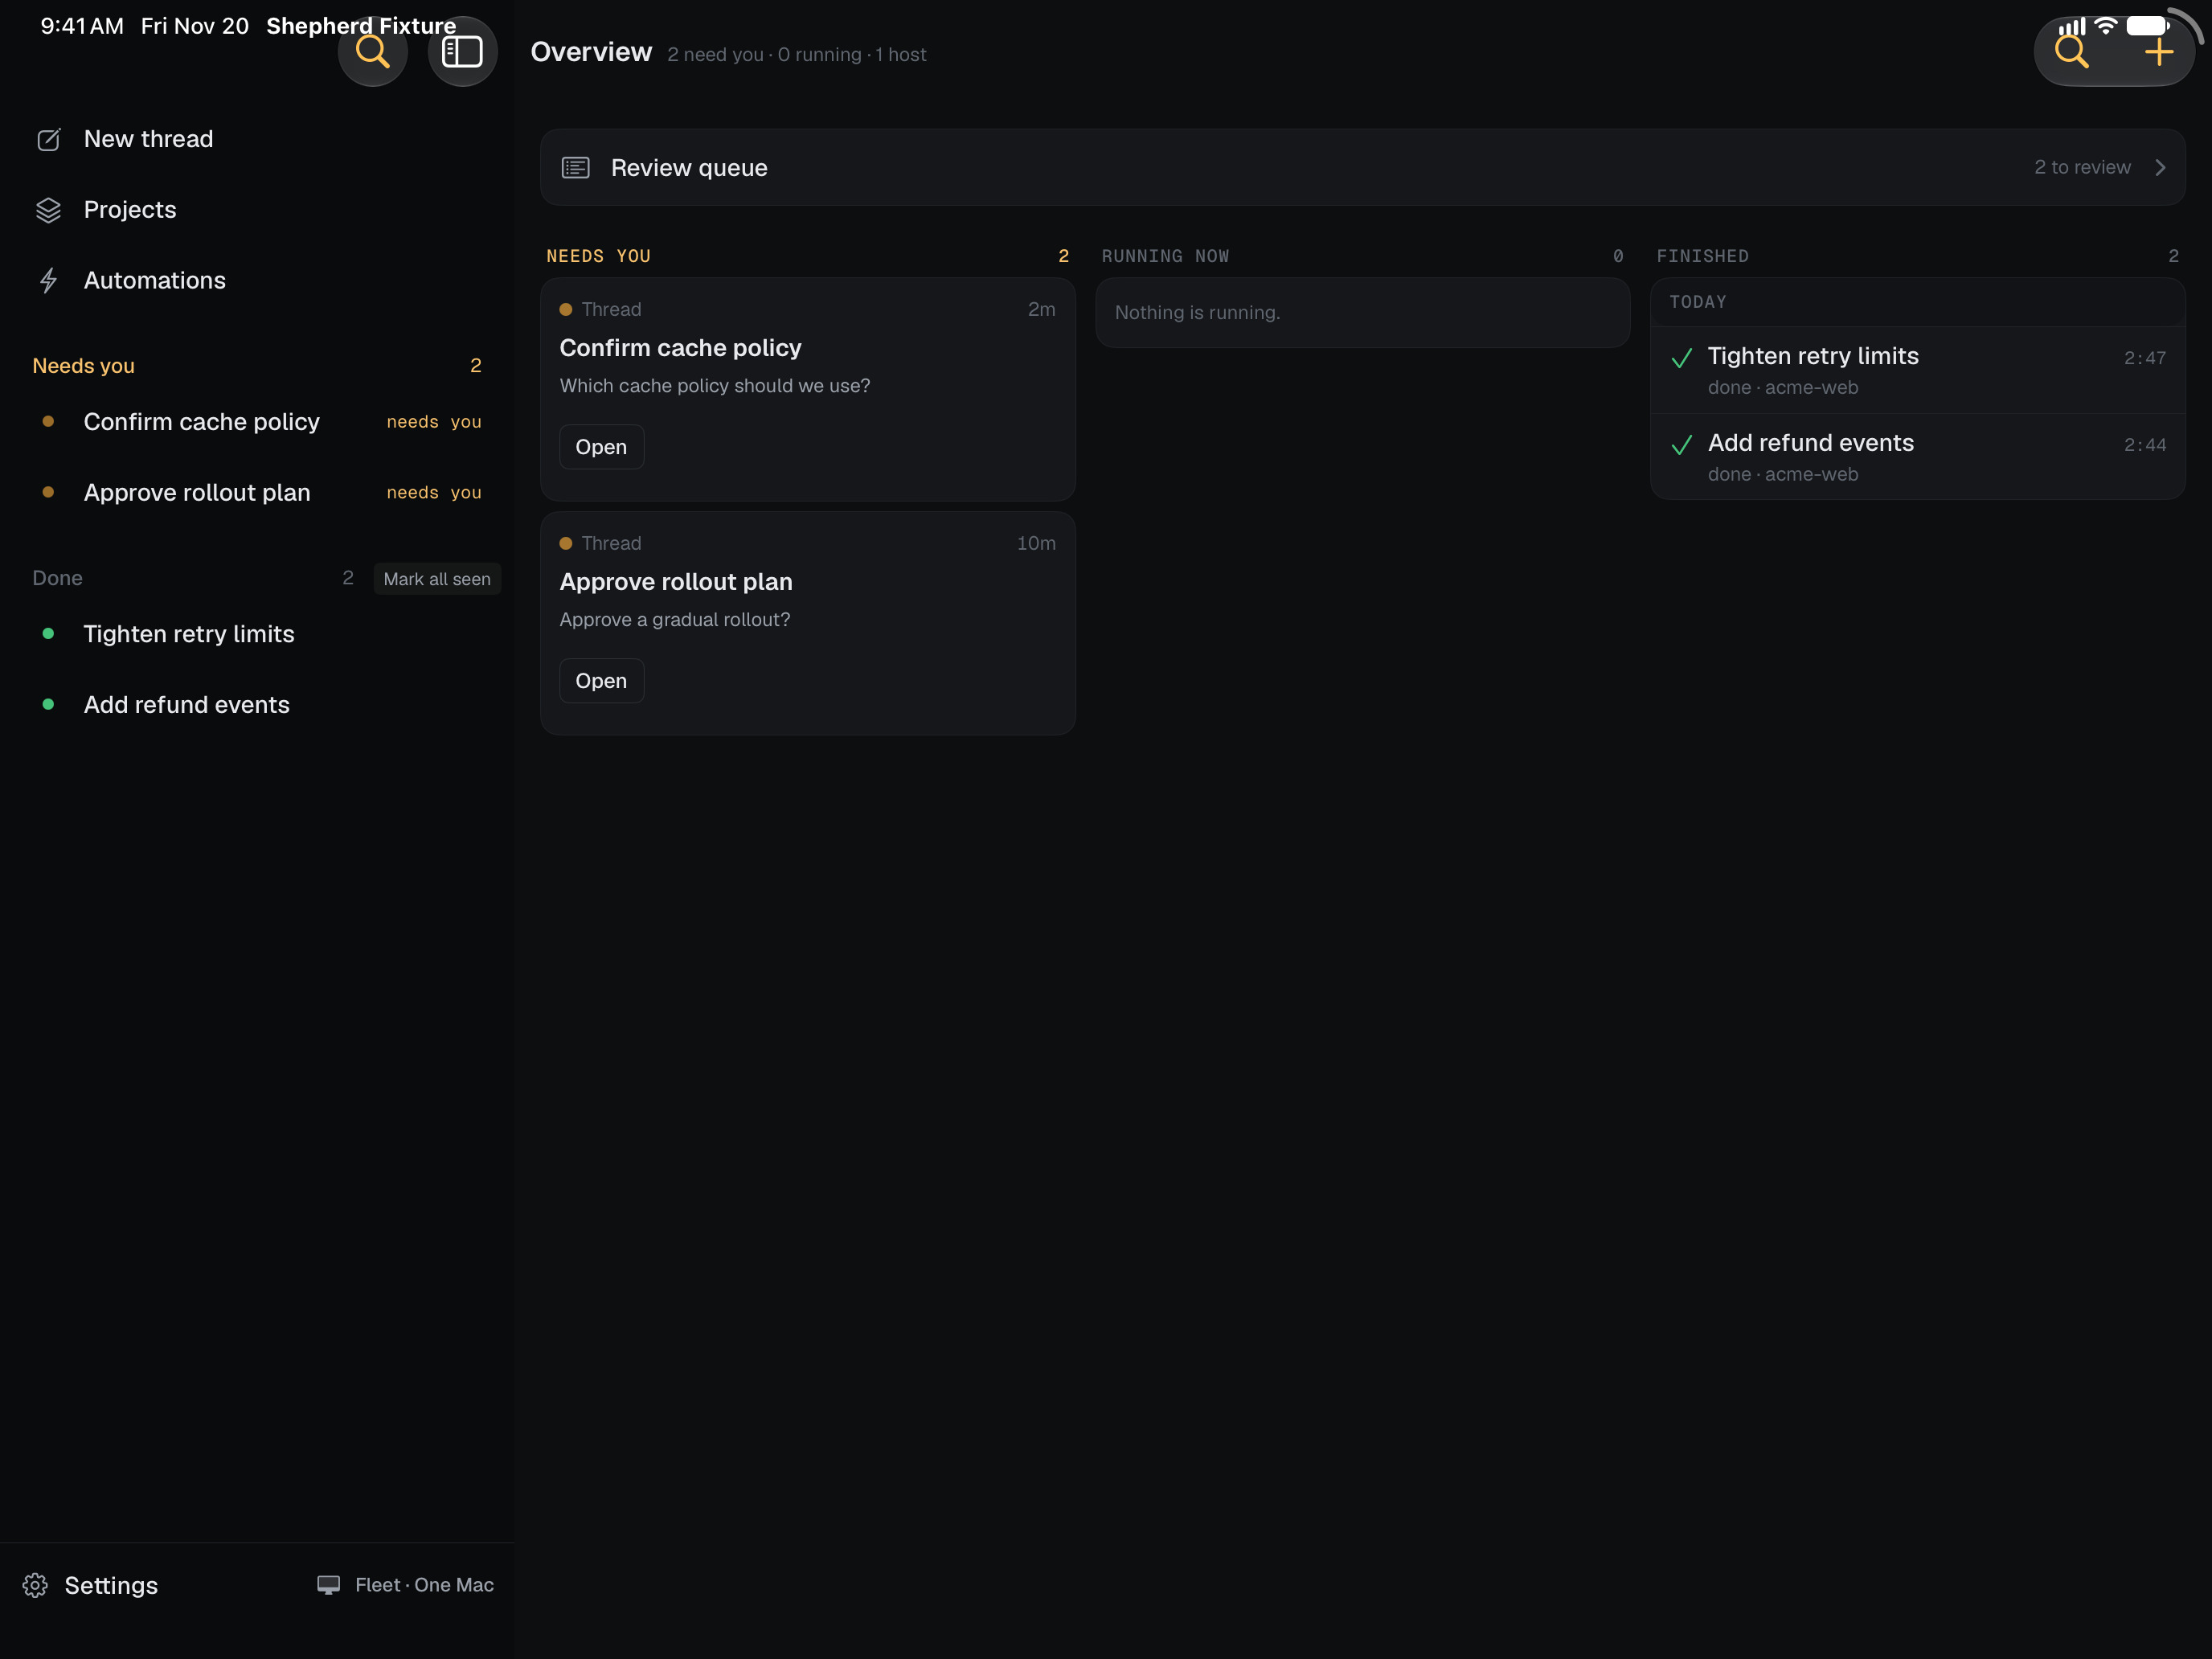 9:41 AM Fri Nov 20 Shepherd Fixture
New thread
Projects
Automations
Needs you 2
Confirm cache policy needs you
Approve rollout plan needs you
Done 2 Mark all seen
Tighten retry limits
Add refund events
Settings Fleet · One Mac
Overview 2 need you · 0 running · 1 host
Review queue 2 to review
NEEDS YOU 2
Thread 2m
Confirm cache policy
Which cache policy should we use?
Open
Thread 10m
Approve rollout plan
Approve a gradual rollout?
Open
RUNNING NOW 0
Nothing is running.
FINISHED 2
TODAY
Tighten retry limits 2:47
done · acme-web
Add refund events 2:44
done · acme-web